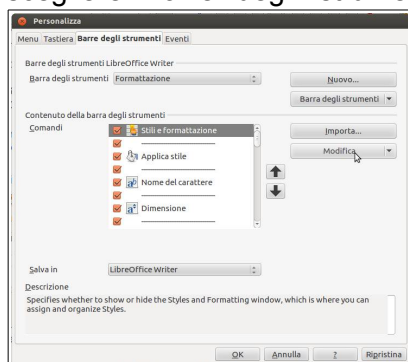 Personalizza
Menu Tastiera Barre degli strumenti Eventi
Barre degli strumenti LibreOffice Writer
Barra degli strumenti Formattazione
Nuovo...
Barra degli strumenti
Contenuto della barra degli strumenti
Comandi
Stili e formattazione
Applica stile
Nome del carattere
Dimensione
Importa...
Modifica
Salva in LibreOffice Writer
Descrizione
Specifies whether to show or hide the Styles and Formatting window, which is where you can
assign and organize Styles.
OK Annulla ? Ripristina